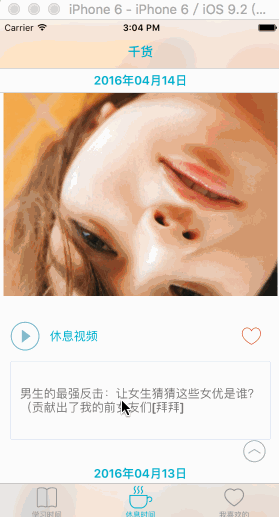 iPhone 6 - iPhone 6 / iOS 9.2 (...
Carrier 3:04 PM
千货
2016年04月14日
休息视频
男生的最强反击：让女生猜猜这些女优是谁?
（贡献出了我的前女友们[拜拜]
2016年04月13日
学习时间 休息时间 我喜欢的